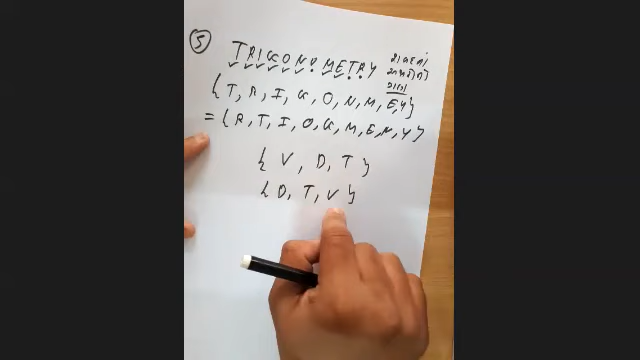 5
TRIGONOMETRY
{T, R, I, G, O, N, M, E, Y}
= {R, T, I, O, G, M, E, N, Y}
{V, D, T}
{D, T, V}